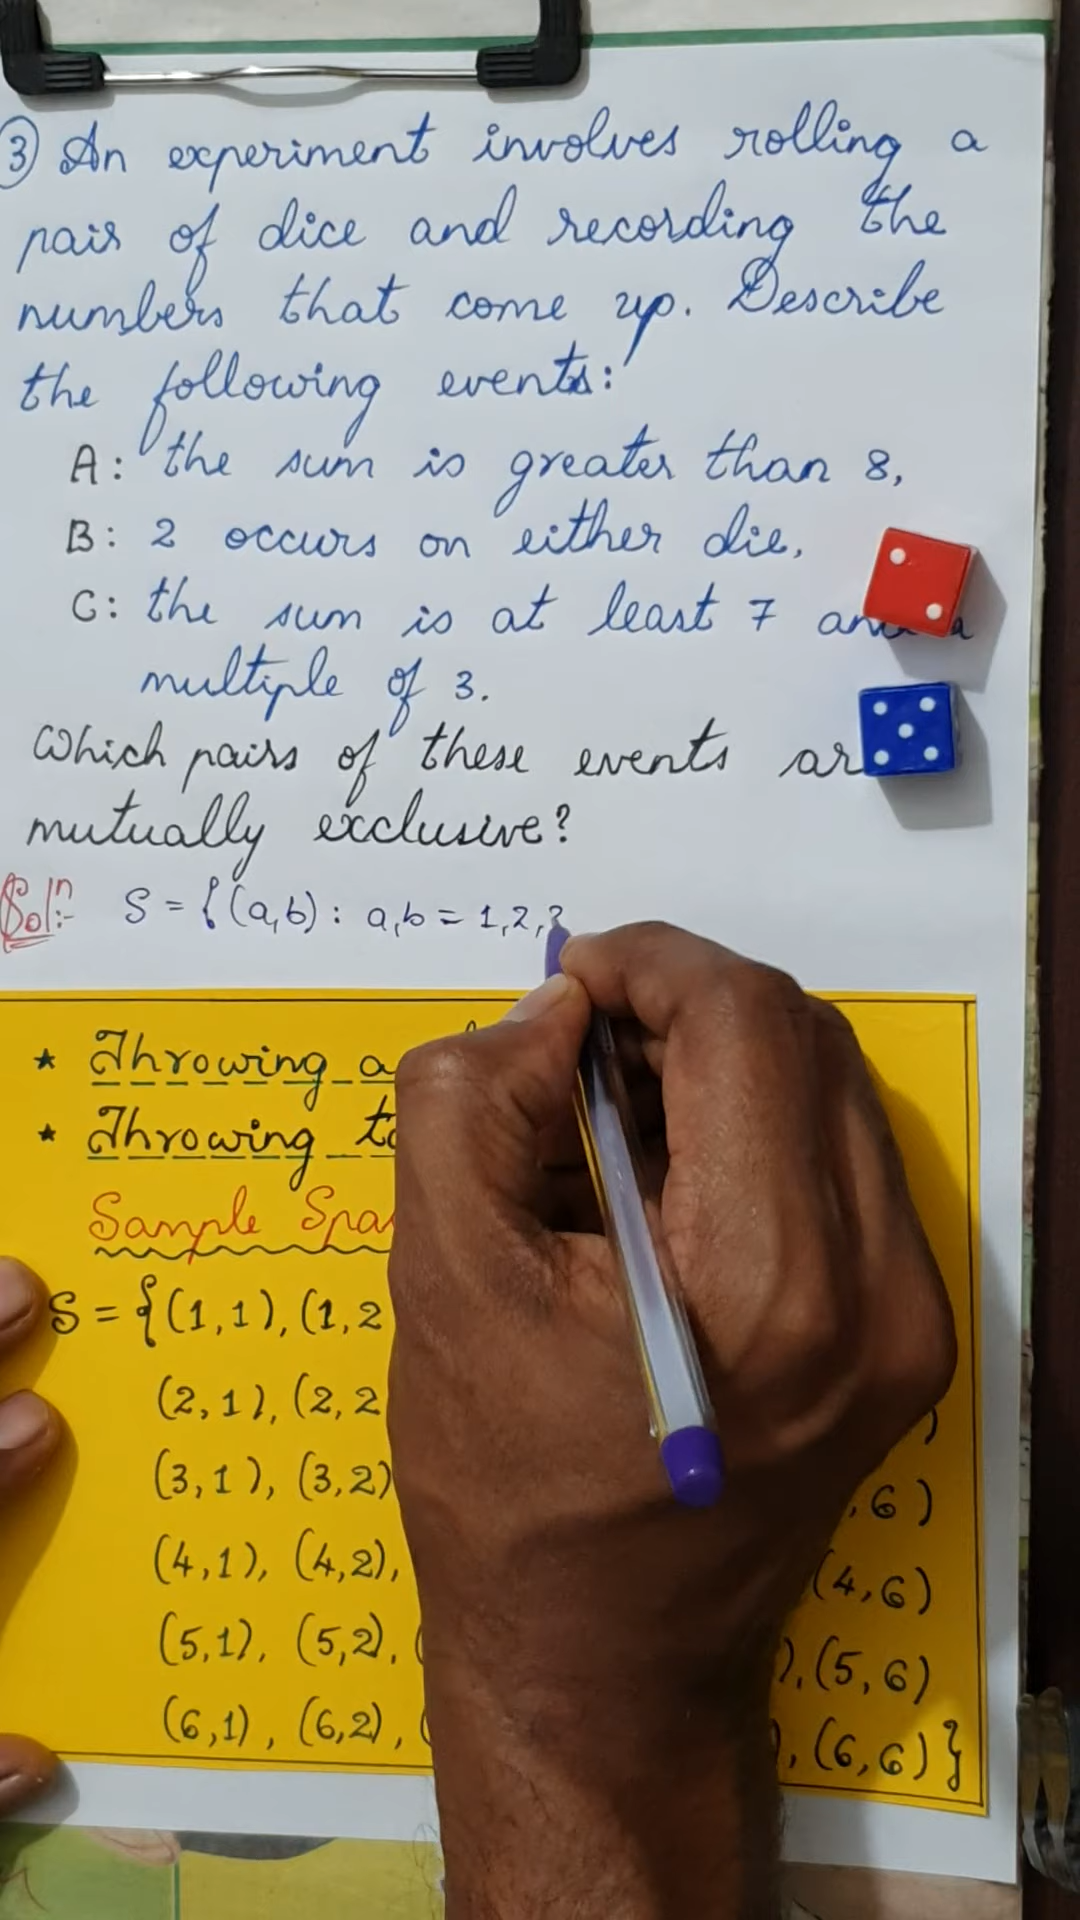 3 An experiment involves rolling a
pair of dice and recording the
numbers that come up. Describe
the following events:
A: the sum is greater than 8,
B: 2 occurs on either die,
C: the sum is at least 7
multiple of 3.
Which pairs of these events
mutually exclusive?
Solⁿ:- S = {(a,b) : a,b = 1,2,
* Throwing a
* Throwing
Sample
S = {(1,1), (1,2
(2,1), (2,2 )
(3,1), (3,2) ,6)
(4,1), (4,2), (4,6)
(5,1), (5,2), ( ), (5,6)
(6,1), (6,2), ( ), (6,6)}